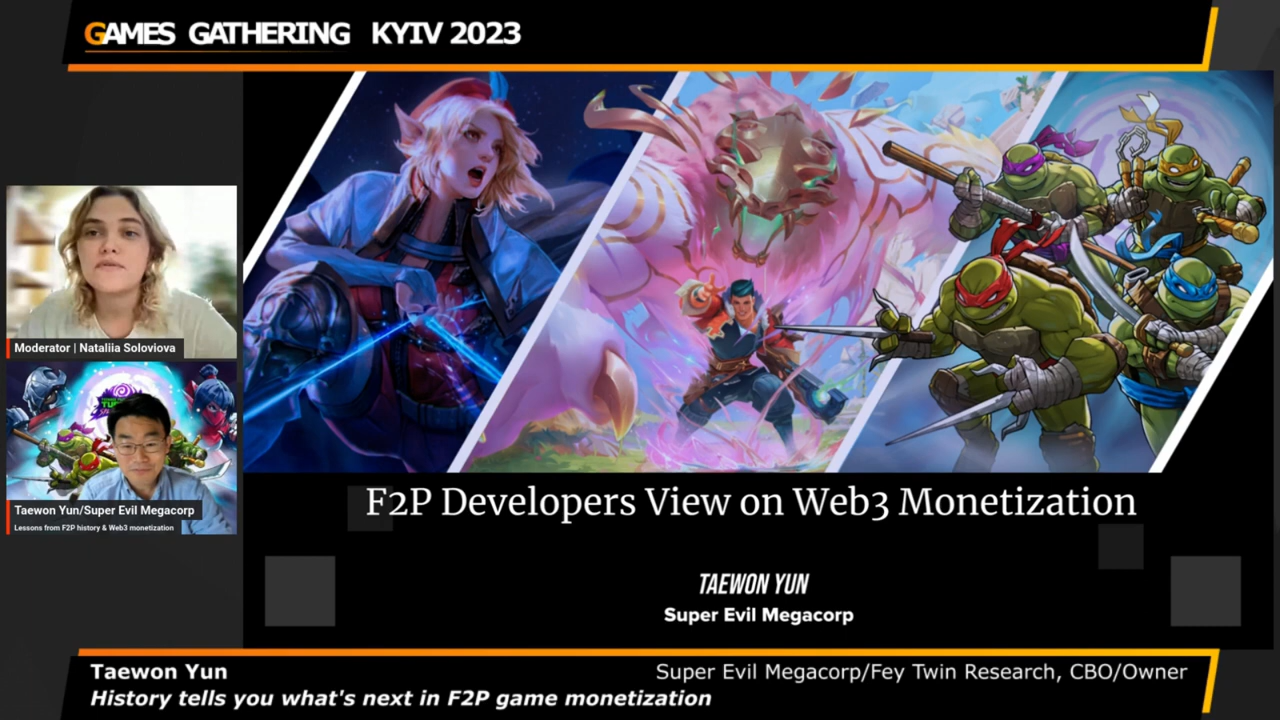 GAMES GATHERING KYIV 2023
Moderator | Nataliia Soloviova
Taewon Yun/Super Evil Megacorp
Lessons from F2P history & Web3 monetization
F2P Developers View on Web3 Monetization
TAEWON YUN
Super Evil Megacorp
Taewon Yun
Super Evil Megacorp/Fey Twin Research, CBO/Owner
History tells you what's next in F2P game monetization